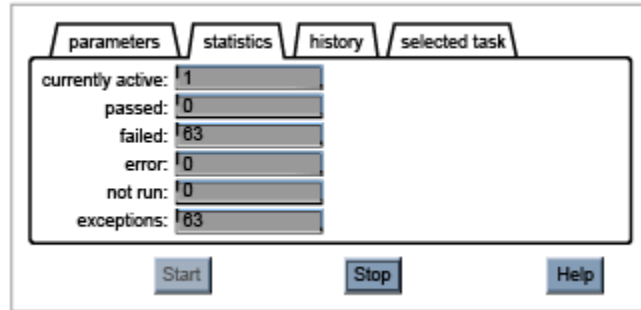 parameters statistics history selected task
currently active: 1
passed: 0
failed: 63
error: 0
not run: 0
exceptions: 63
Start Stop Help